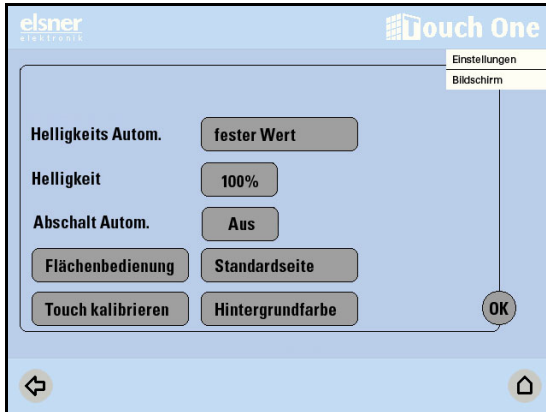 elsner
elektronik
Touch One
Einstellungen
Bildschirm
Helligkeits Autom. fester Wert
Helligkeit 100%
Abschalt Autom. Aus
Flächenbedienung Standardseite
Touch kalibrieren Hintergrundfarbe
OK